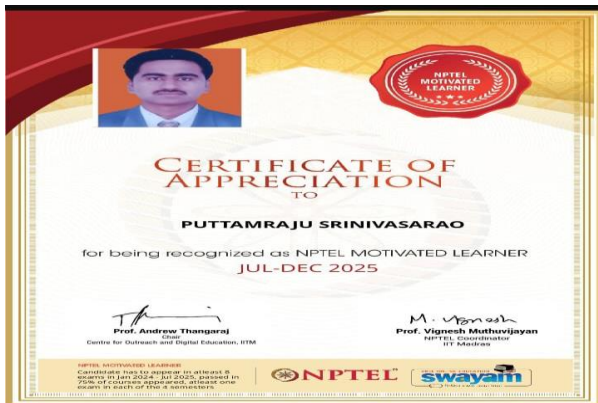 NPTEL
MOTIVATED
LEARNER
CERTIFICATE OF
APPRECIATION
TO
PUTTAMRAJU SRINIVASARAO
for being recognized as NPTEL MOTIVATED LEARNER
JUL-DEC 2025
Prof. Andrew Thangaraj
Chair
Centre for Outreach and Digital Education, IITM
M. Vignesh
Prof. Vignesh Muthuvijayan
NPTEL Coordinator
IIT Madras
NPTEL MOTIVATED LEARNER
Candidate has to appear in atleast 8
exams in Jan 2024 - Jul 2025, passed in
75% of courses appeared, atleast one
exam in each of the 4 semesters.
NPTEL
swayam